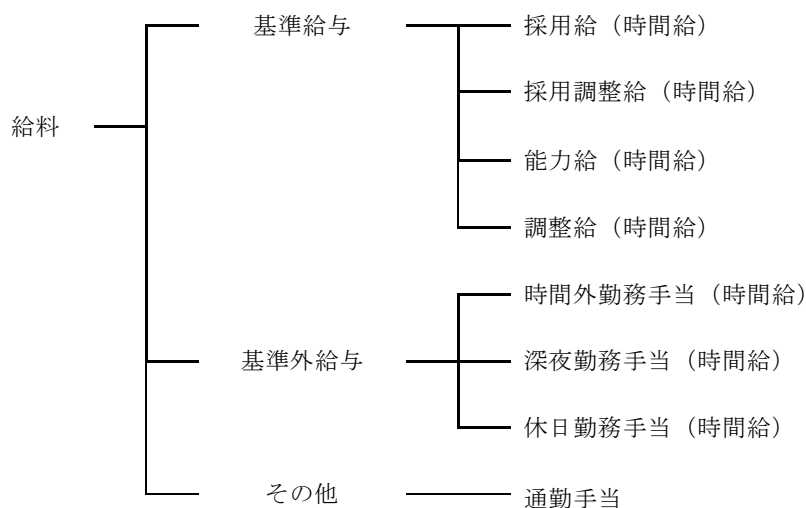 給料
基準給与
採用給（時間給）
採用調整給（時間給）
能力給（時間給）
調整給（時間給）
基準外給与
時間外勤務手当（時間給）
深夜勤務手当（時間給）
休日勤務手当（時間給）
その他
通勤手当